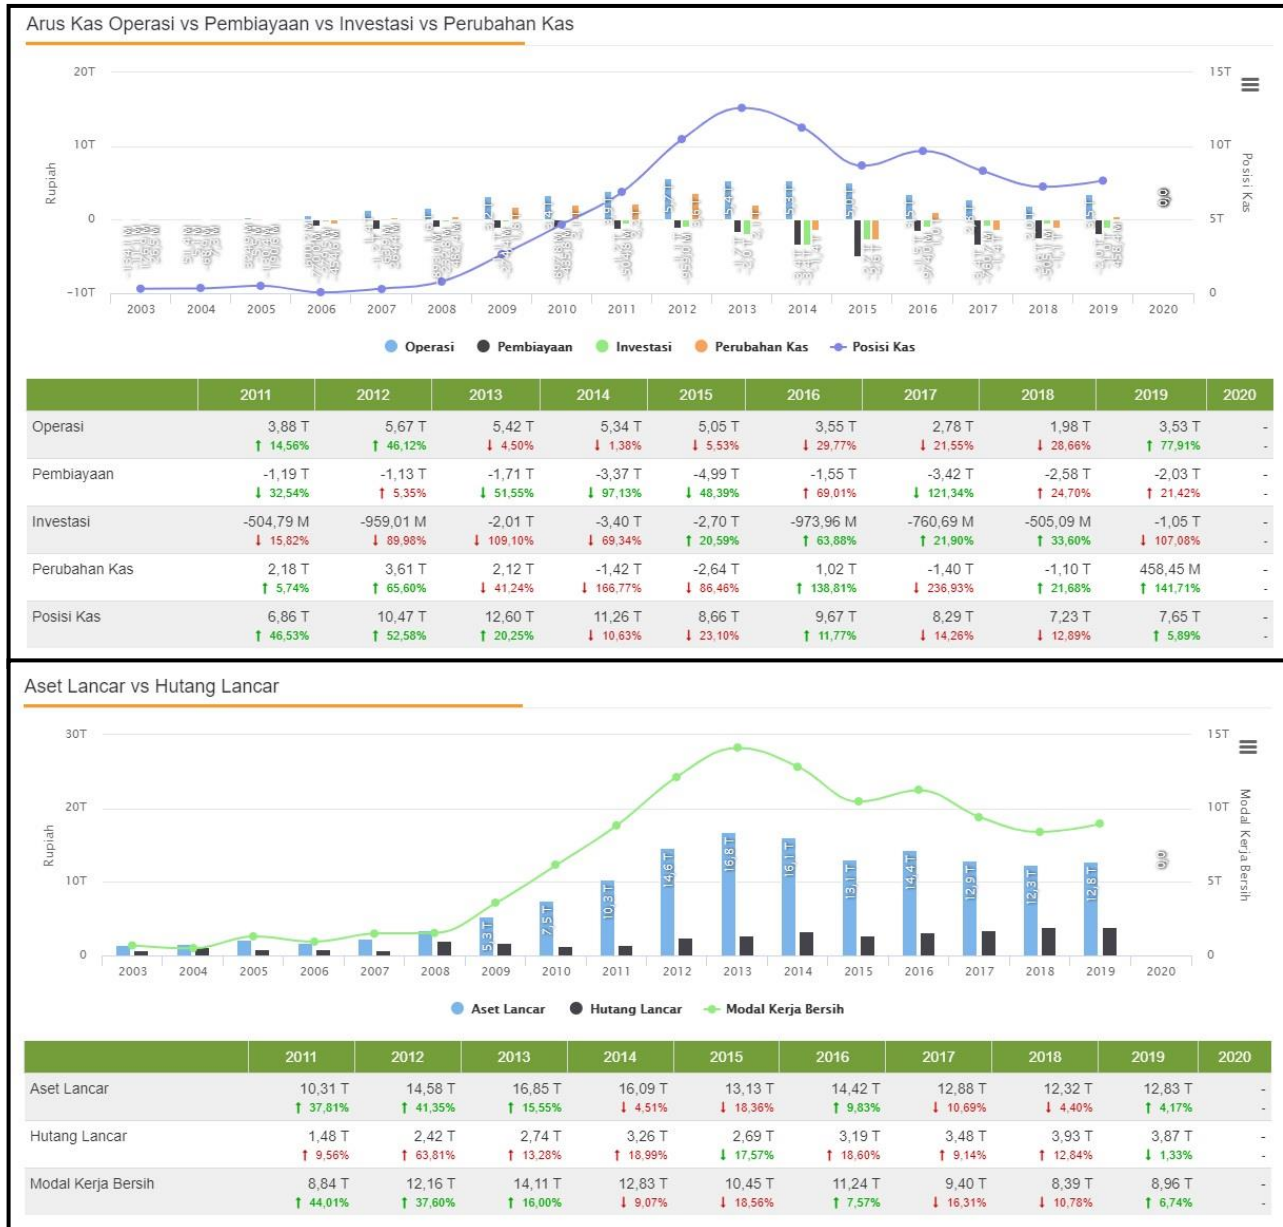 Arus Kas Operasi vs Pembiayaan vs Investasi vs Perubahan Kas
20T 15T
10T 10T
Rupiah
Posisi Kas
0 5T
-10T 0
2003 2004 2005 2006 2007 2008 2009 2010 2011 2012 2013 2014 2015 2016 2017 2018 2019 2020
Operasi Pembiayaan Investasi Perubahan Kas Posisi Kas
2011 2012 2013 2014 2015 2016 2017 2018 2019 2020
Operasi 3,88 T 5,67 T 5,42 T 5,34 T 5,05 T 3,55 T 2,78 T 1,98 T 3,53 T -
↑ 14,56% ↑ 46,12% ↓ 4,50% ↓ 1,38% ↓ 5,53% ↓ 29,77% ↓ 21,55% ↓ 28,66% ↑ 77,91% -
Pembiayaan -1,19 T -1,13 T -1,71 T -3,37 T -4,99 T -1,55 T -3,42 T -2,58 T -2,03 T -
↓ 32,54% ↑ 5,35% ↓ 51,55% ↓ 97,13% ↓ 48,39% ↑ 69,01% ↓ 121,34% ↑ 24,70% ↑ 21,42% -
Investasi -504,79 M -959,01 M -2,01 T -3,40 T -2,70 T -973,96 M -760,69 M -505,09 M -1,05 T -
↓ 15,82% ↓ 89,98% ↓ 109,10% ↓ 69,34% ↑ 20,59% ↑ 63,88% ↑ 21,90% ↑ 33,60% ↓ 107,08% -
Perubahan Kas 2,18 T 3,61 T 2,12 T -1,42 T -2,64 T 1,02 T -1,40 T -1,10 T 458,45 M -
↑ 5,74% ↑ 65,60% ↓ 41,24% ↓ 166,77% ↓ 86,46% ↑ 138,81% ↓ 236,93% ↑ 21,68% ↑ 141,71% -
Posisi Kas 6,86 T 10,47 T 12,60 T 11,26 T 8,66 T 9,67 T 8,29 T 7,23 T 7,65 T -
↑ 46,53% ↑ 52,58% ↑ 20,25% ↓ 10,63% ↓ 23,10% ↑ 11,77% ↓ 14,26% ↓ 12,89% ↑ 5,89% -
Aset Lancar vs Hutang Lancar
30T 15T
20T 10T
Rupiah
Modal Kerja Bersih
10T 5T
5,3 T 7,5 T 10,3 T 14,6 T 16,8 T 16,1 T 13,1 T 14,4 T 12,9 T 12,3 T 12,8 T
0 0
2003 2004 2005 2006 2007 2008 2009 2010 2011 2012 2013 2014 2015 2016 2017 2018 2019 2020
Aset Lancar Hutang Lancar Modal Kerja Bersih
2011 2012 2013 2014 2015 2016 2017 2018 2019 2020
Aset Lancar 10,31 T 14,58 T 16,85 T 16,09 T 13,13 T 14,42 T 12,88 T 12,32 T 12,83 T -
↑ 37,81% ↑ 41,35% ↑ 15,55% ↓ 4,51% ↓ 18,36% ↑ 9,83% ↓ 10,69% ↓ 4,40% ↑ 4,17% -
Hutang Lancar 1,48 T 2,42 T 2,74 T 3,26 T 2,69 T 3,19 T 3,48 T 3,93 T 3,87 T -
↑ 9,56% ↑ 63,81% ↑ 13,28% ↑ 18,99% ↓ 17,57% ↑ 18,60% ↑ 9,14% ↑ 12,84% ↓ 1,33% -
Modal Kerja Bersih 8,84 T 12,16 T 14,11 T 12,83 T 10,45 T 11,24 T 9,40 T 8,39 T 8,96 T -
↑ 44,01% ↑ 37,60% ↑ 16,00% ↓ 9,07% ↓ 18,56% ↑ 7,57% ↓ 16,31% ↓ 10,78% ↑ 6,74% -